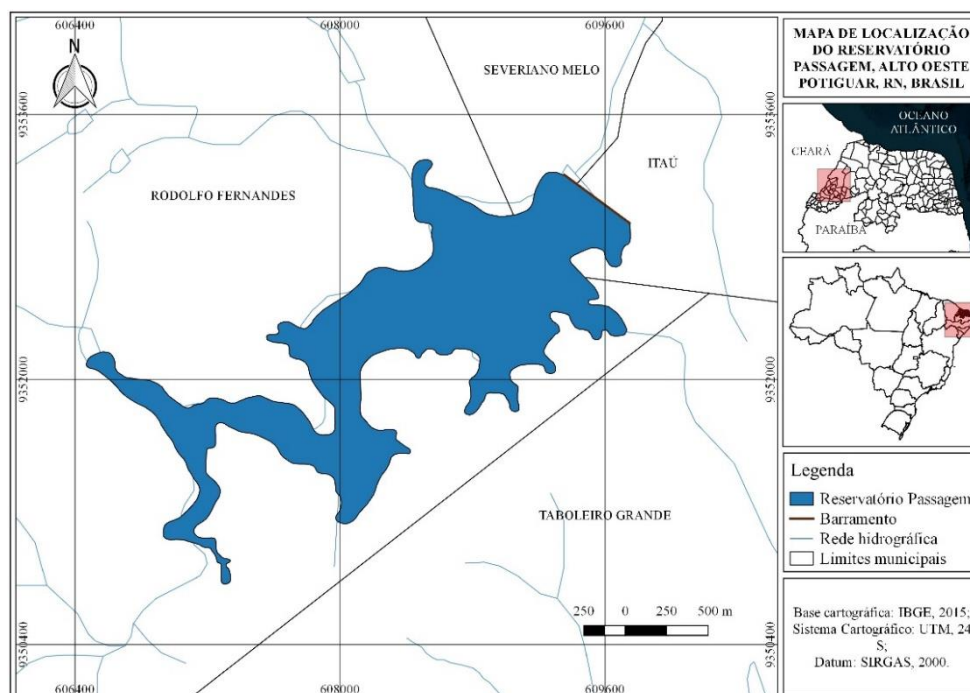 606400
608000
609600
N
SEVERIANO MELO
9353600
9353600
ITAÚ
RODOLFO FERNANDES
9352000
9352000
TABOLEIRO GRANDE
250 0 250 500 m
9350400
9350400
606400
608000
609600
MAPA DE LOCALIZAÇÃO
DO RESERVATÓRIO
PASSAGEM, ALTO OESTE
POTIGUAR, RN, BRASIL
OCEANO
ATLÂNTICO
CEARÁ
PARAÍBA
Legenda
Reservatório Passagem
Barramento
Rede hidrográfica
Limites municipais
Base cartográfica: IBGE, 2015;
Sistema Cartográfico: UTM, 24
S;
Datum: SIRGAS, 2000.